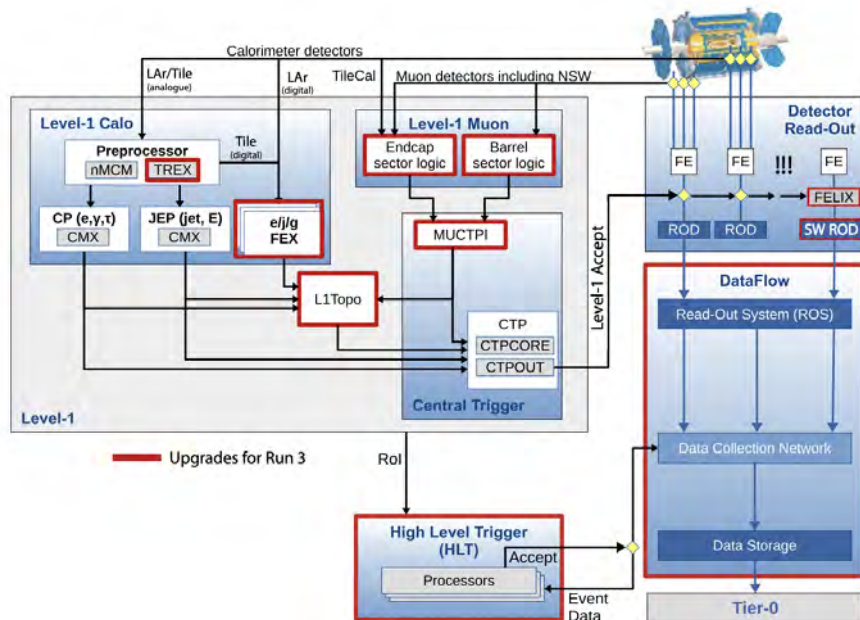 Calorimeter detectors
LAr/Tile
(analogue)
LAr
(digital)
TileCal
Muon detectors including NSW
Level-1 Calo
Preprocessor
nMCM
TREX
Tile
(digital)
CP (e,γ,τ)
CMX
JEP (jet, E)
CMX
e/j/g
FEX
Level-1 Muon
Endcap
sector logic
Barrel
sector logic
MUCTPI
L1Topo
CTP
CTPCORE
CTPOUT
Central Trigger
Level-1
Level-1 Accept
Detector
Read-Out
FE
FE
!!!
FE
FELIX
ROD
ROD
SW ROD
DataFlow
Read-Out System (ROS)
Data Collection Network
Data Storage
Tier-0
Upgrades for Run 3
RoI
High Level Trigger
(HLT)
Accept
Processors
Event
Data